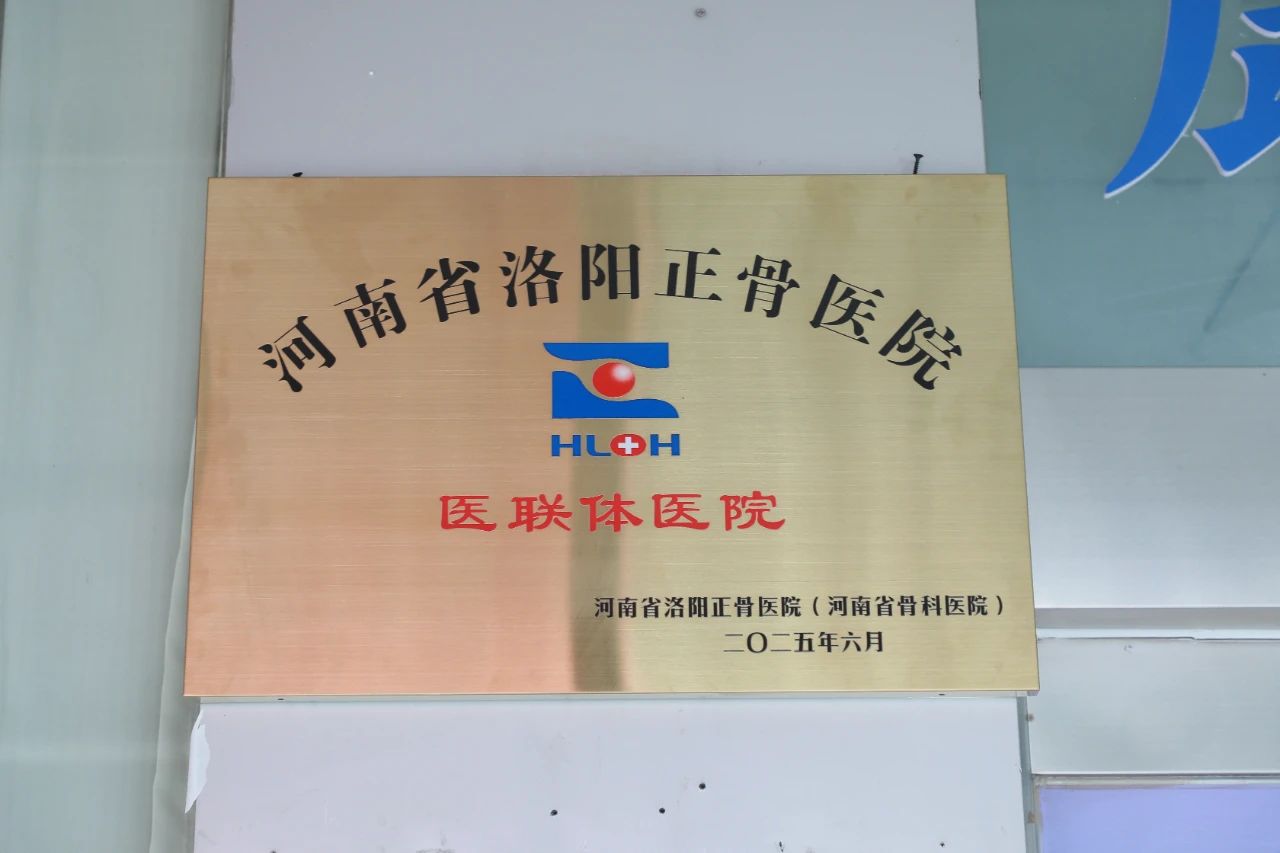 河南省洛阳正骨医院
HLOH
医联体医院
河南省洛阳正骨医院（河南省骨科医院）
二〇二五年六月